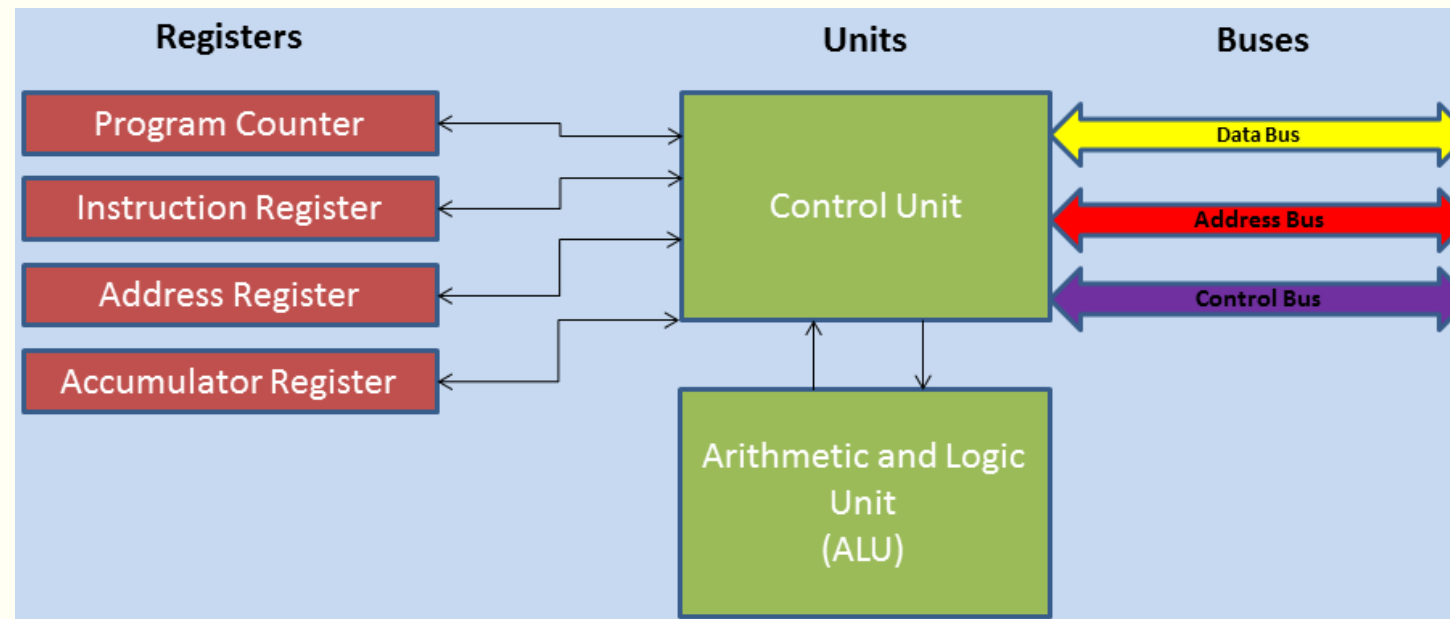 Registers
Units
Buses
Program Counter
Instruction Register
Address Register
Accumulator Register
Control Unit
Arithmetic and Logic
Unit
(ALU)
Data Bus
Address Bus
Control Bus